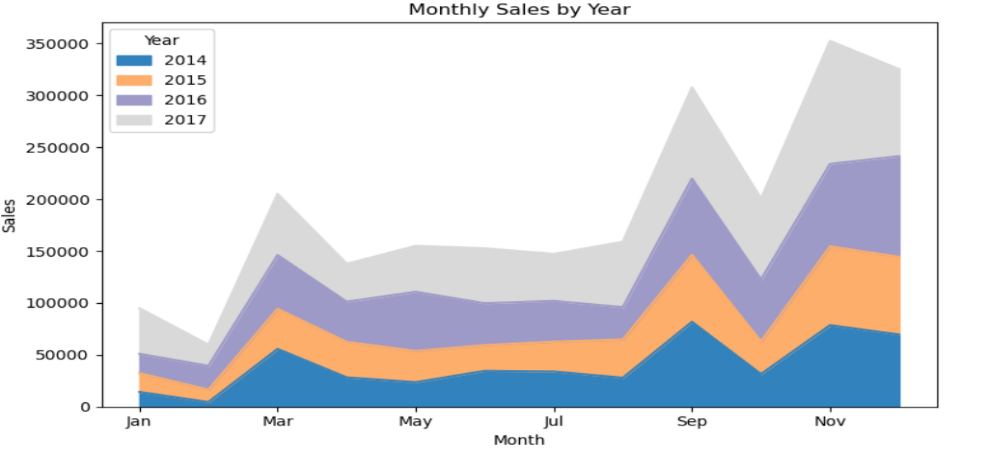 Monthly Sales by Year
Year
2014
2015
2016
2017
350000
300000
250000
200000
150000
100000
50000
0
Sales
Jan Mar May Jul Sep Nov
Month